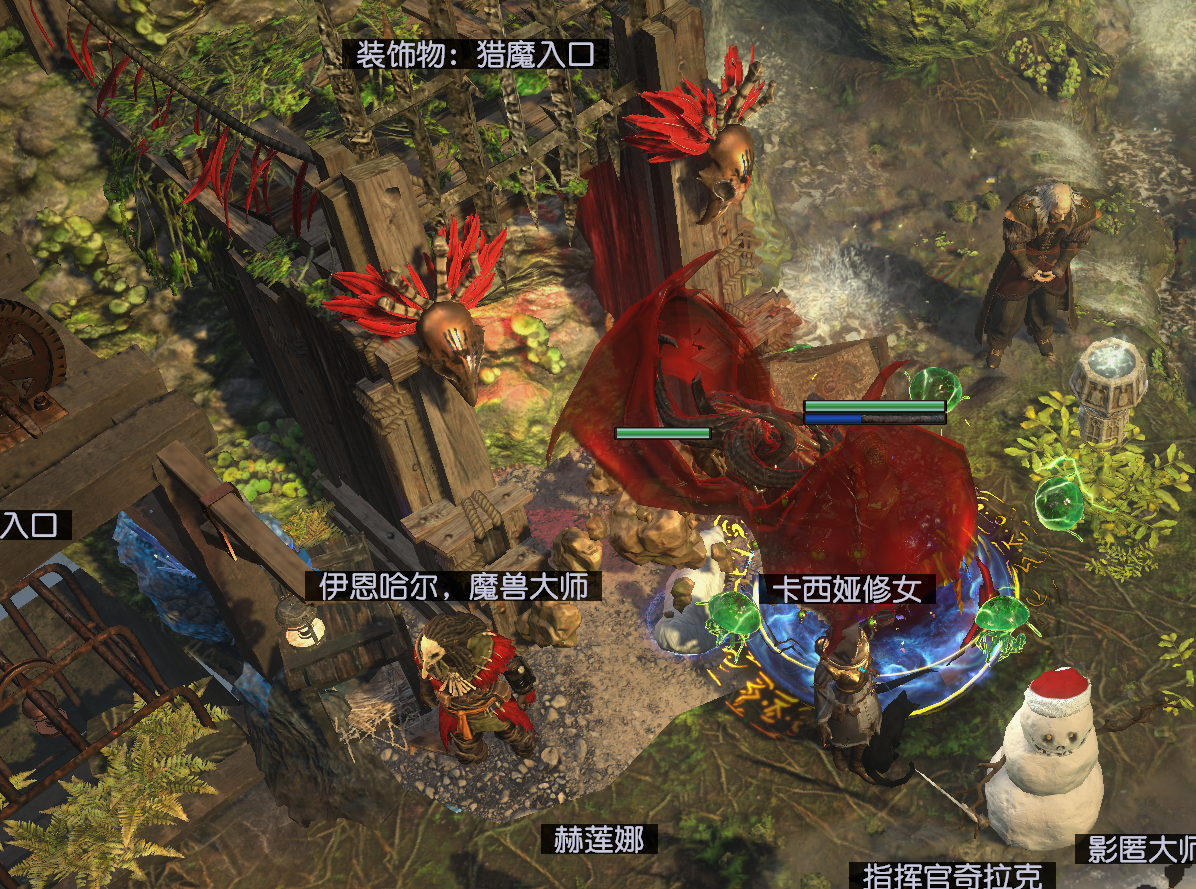 装饰物：猎魔入口
入口
伊恩哈尔，魔兽大师
卡西娅修女
赫莲娜
影匿大师
指挥官奇拉克